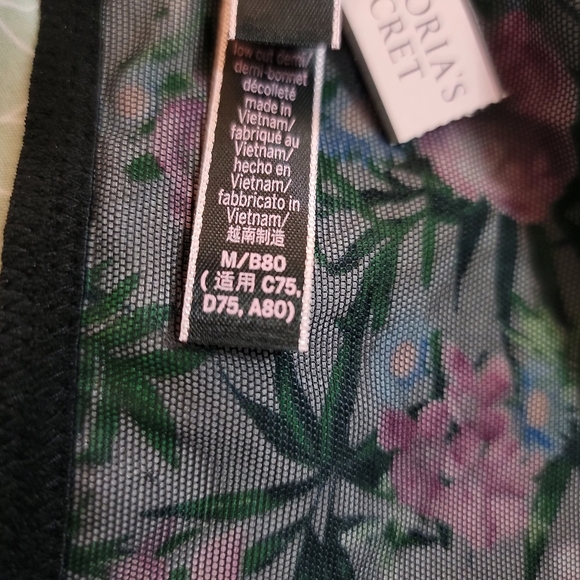 low cut demi/
demi-bonnet
décolleté
made in
Vietnam/
fabriqué au
Vietnam/
hecho en
Vietnam/
fabbricato in
Vietnam/
越南制造
M/B80
(适用 C75,
D75, A80)
ORIA'S
CRET